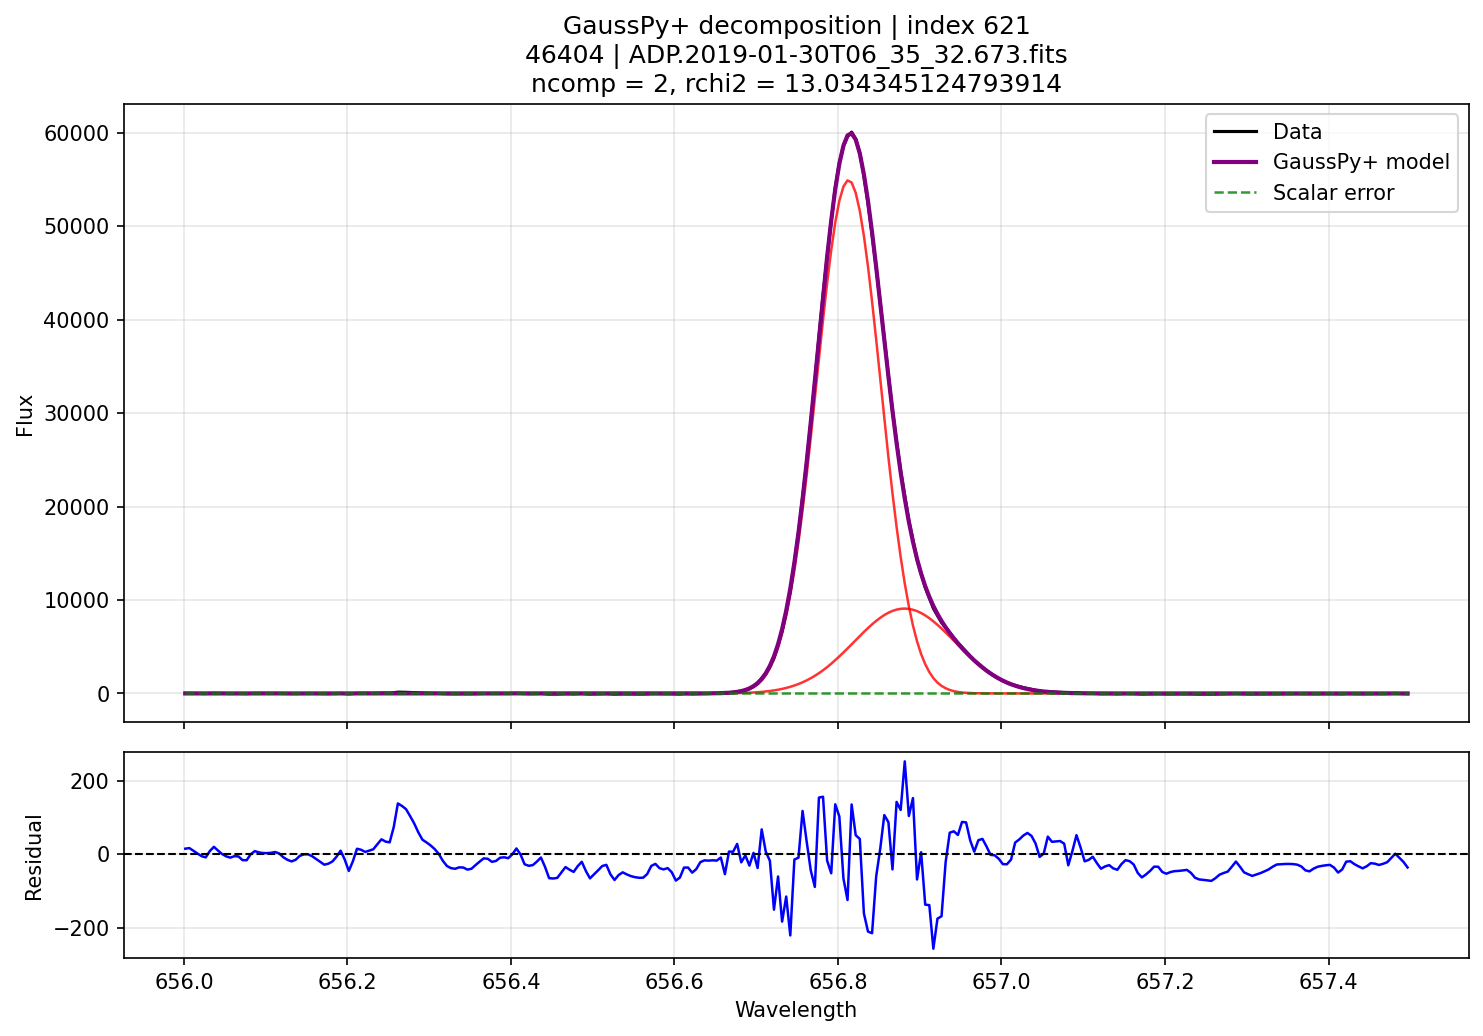 GaussPy+ decomposition | index 621
46404 | ADP.2019-01-30T06_35_32.673.fits
ncomp = 2, rchi2 = 13.034345124793914
Data
GaussPy+ model
Scalar error
60000
50000
40000
30000
20000
10000
0
Flux
200
0
−200
Residual
656.0
656.2
656.4
656.6
656.8
657.0
657.2
657.4
Wavelength